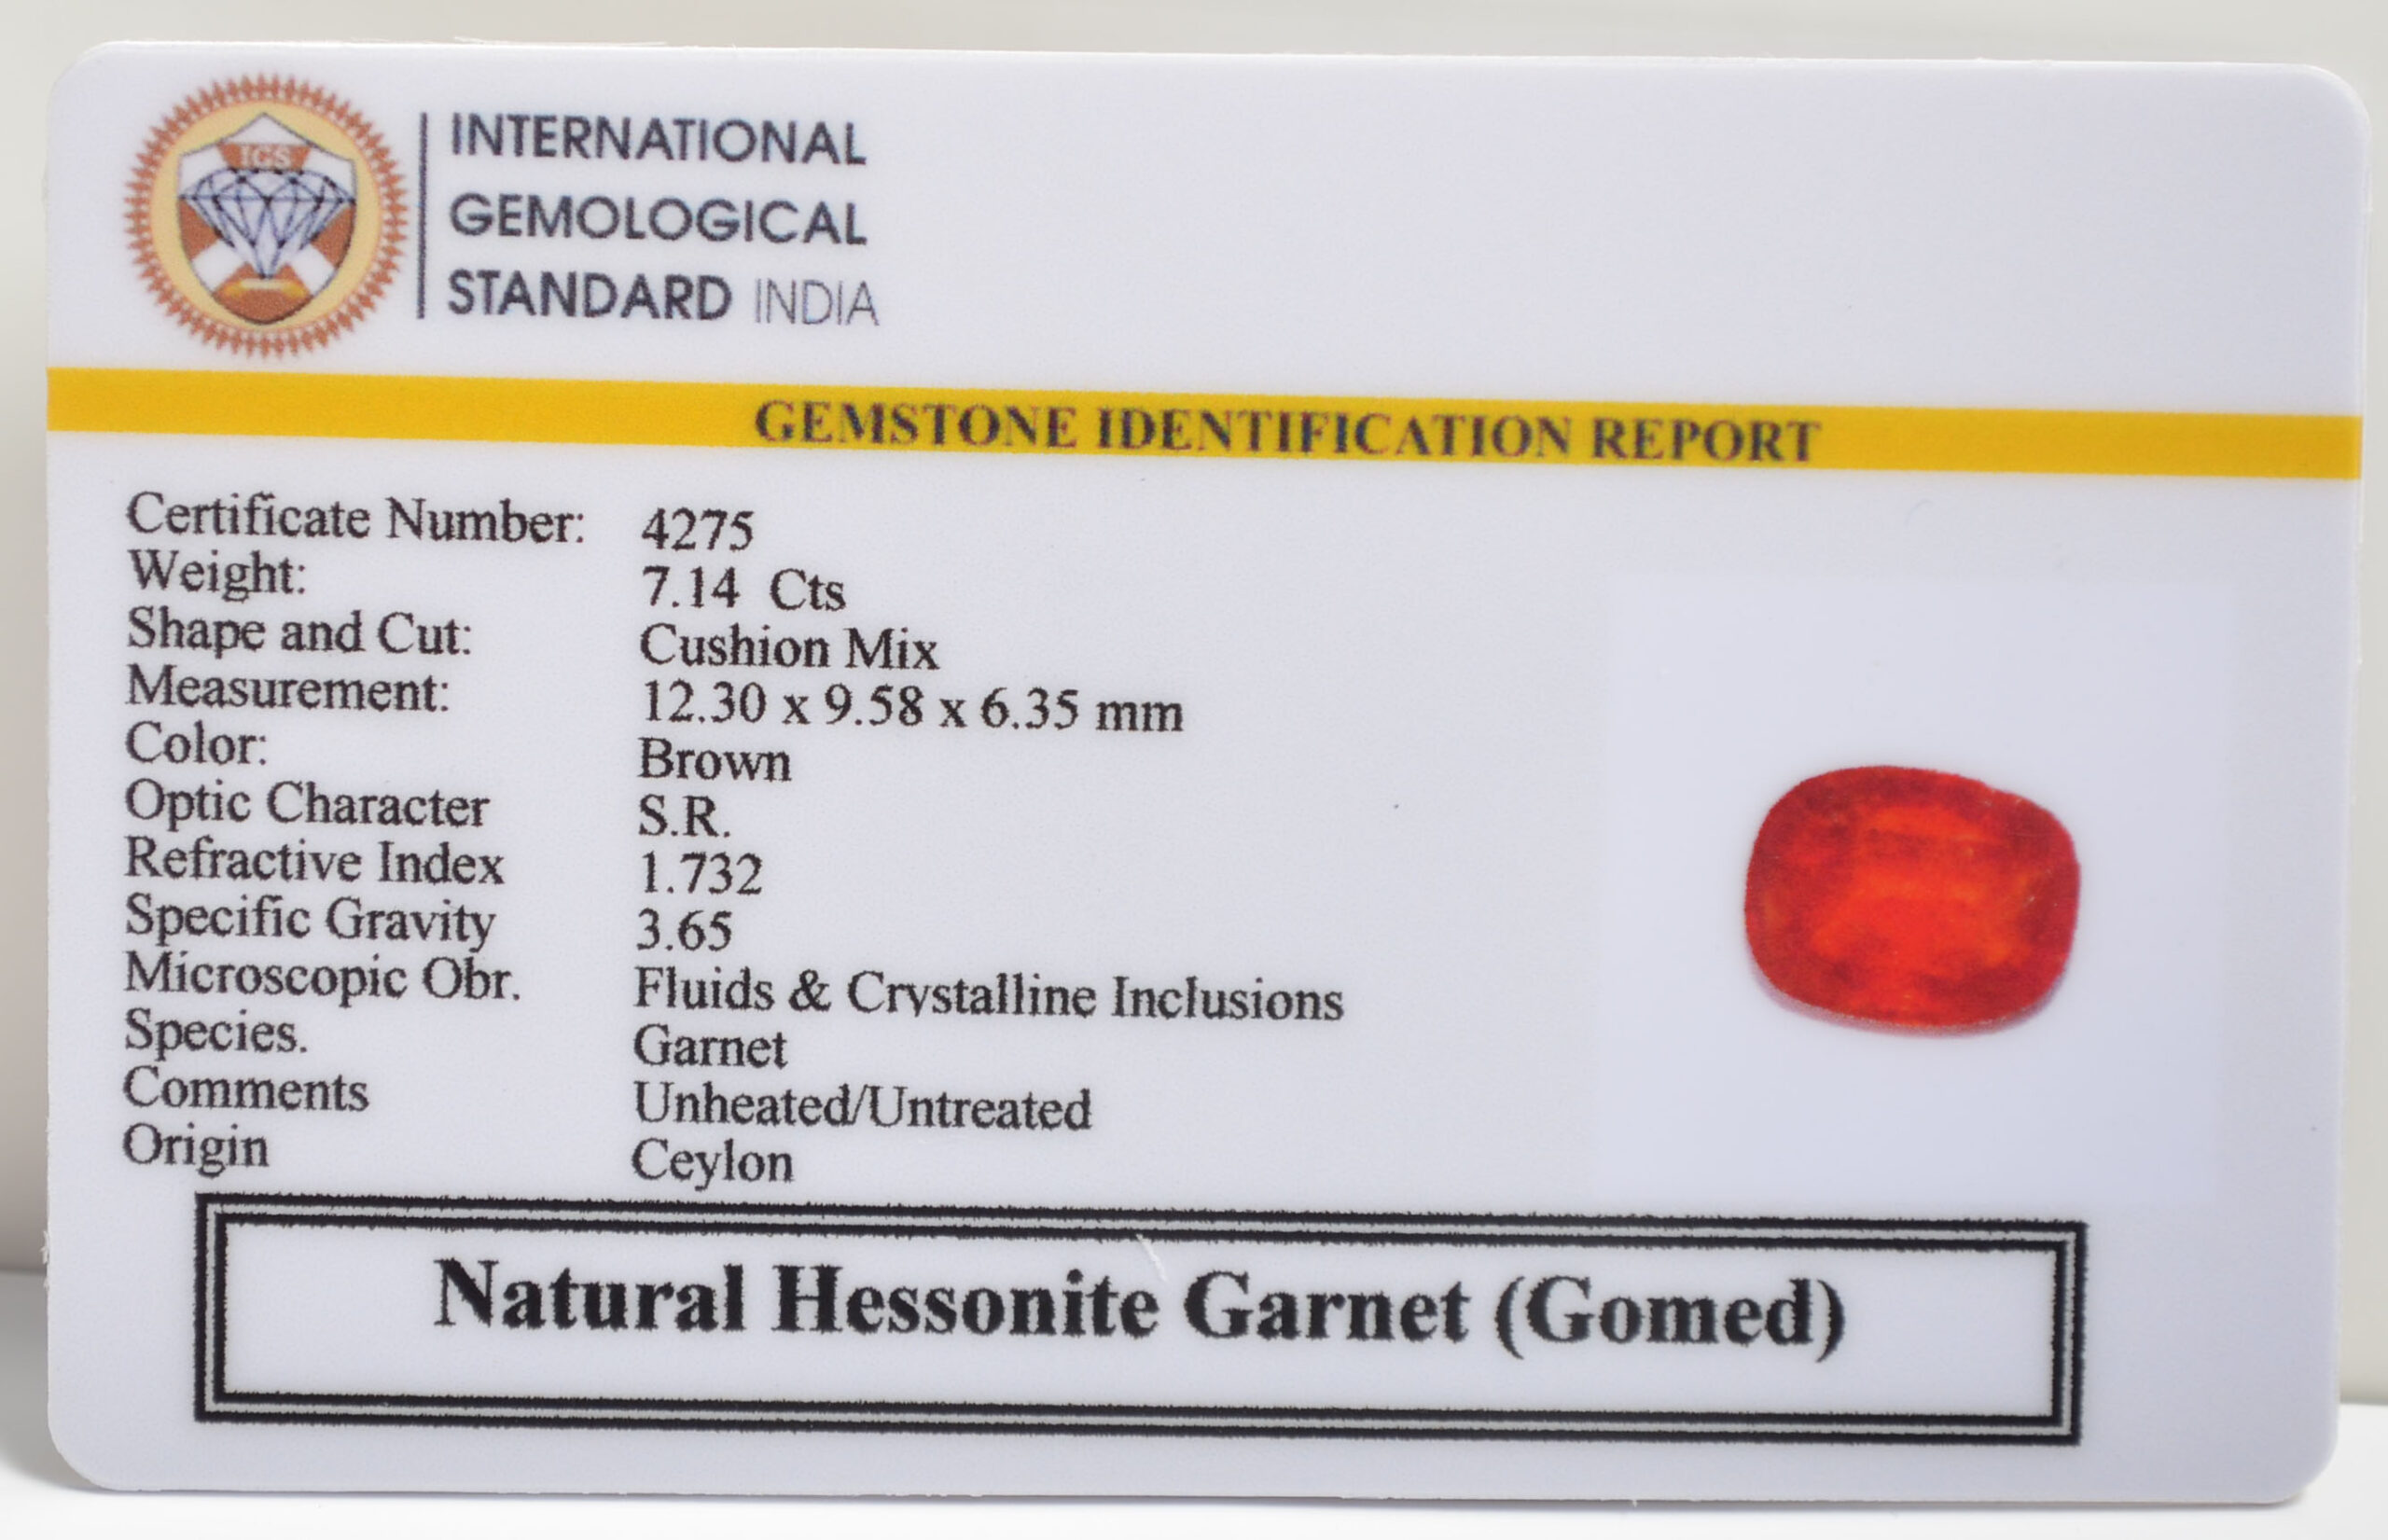 IGS
INTERNATIONAL
GEMOLOGICAL
STANDARD INDIA
GEMSTONE IDENTIFICATION REPORT
Certificate Number: 4275
Weight: 7.14 Cts
Shape and Cut: Cushion Mix
Measurement: 12.30 x 9.58 x 6.35 mm
Color: Brown
Optic Character S.R.
Refractive Index 1.732
Specific Gravity 3.65
Microscopic Obr. Fluids & Crystalline Inclusions
Species. Garnet
Comments Unheated/Untreated
Origin Ceylon
Natural Hessonite Garnet (Gomed)